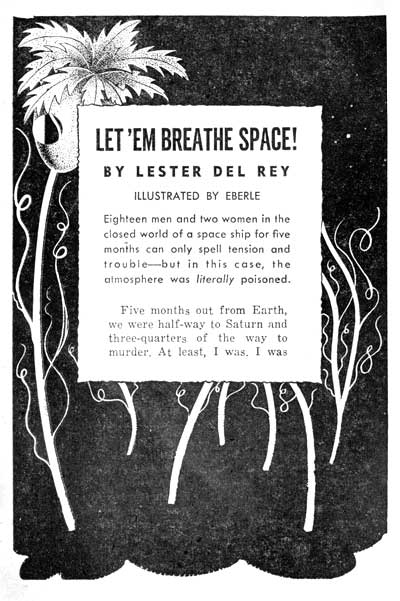 LET 'EM BREATHE SPACE!
BY LESTER DEL REY
ILLUSTRATED BY EBERLE
Eighteen men and two women in the
closed world of a space ship for five
months can only spell tension and
trouble—but in this case, the
atmosphere was literally poisoned.
Five months out from Earth,
we were half-way to Saturn and
three-quarters of the way to
murder. At least, I was. I was